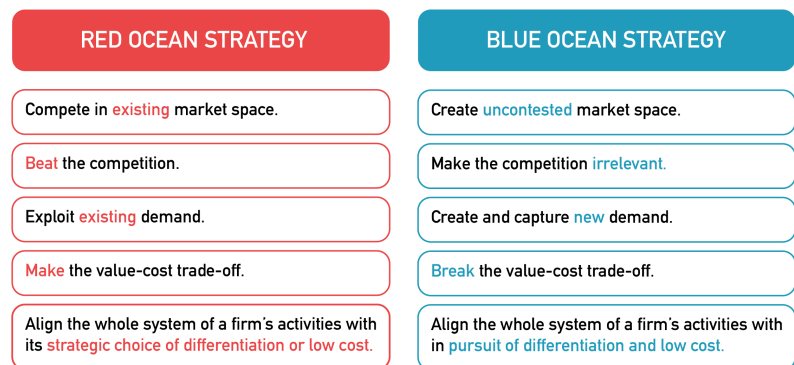 RED OCEAN STRATEGY
Compete in existing market space.
Beat the competition.
Exploit existing demand.
Make the value-cost trade-off.
Align the whole system of a firm's activities with
its strategic choice of differentiation or low cost.
BLUE OCEAN STRATEGY
Create uncontested market space.
Make the competition irrelevant.
Create and capture new demand.
Break the value-cost trade-off.
Align the whole system of a firm's activities with
in pursuit of differentiation and low cost.